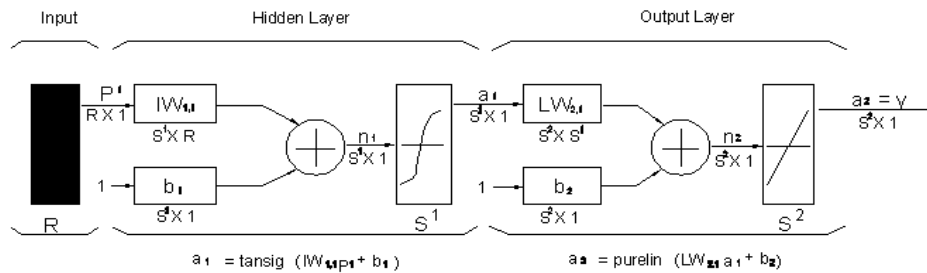 Input Hidden Layer Output Layer
P¹ IW₁,₁ a₁ LW₂,₁ a₂ = y
R X 1 n₁ S¹ X 1 n₂ S² X 1
S¹ X R S¹ X 1 S² X S¹ S² X 1
1 b₁ 1 b₂
S¹ X 1 S² X 1
R S¹ S²
a₁ = tansig (IW₁,₁p₁ + b₁) a₃ = purelin (LW₂,₁ a₁ + b₂)